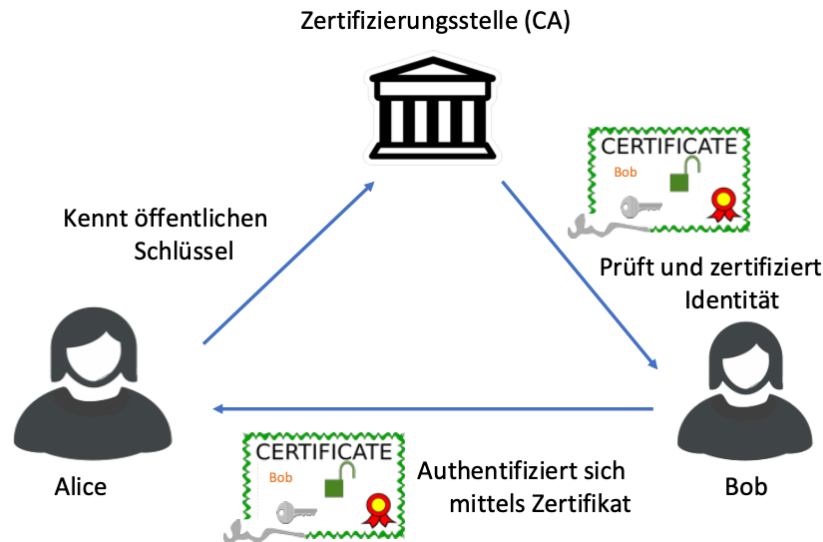 Zertifizierungsstelle (CA)
CERTIFICATE
Bob
Kennt öffentlichen
Schlüssel
Prüft und zertifiziert
Identität
CERTIFICATE
Bob
Authentifiziert sich
mittels Zertifikat
Alice
Bob